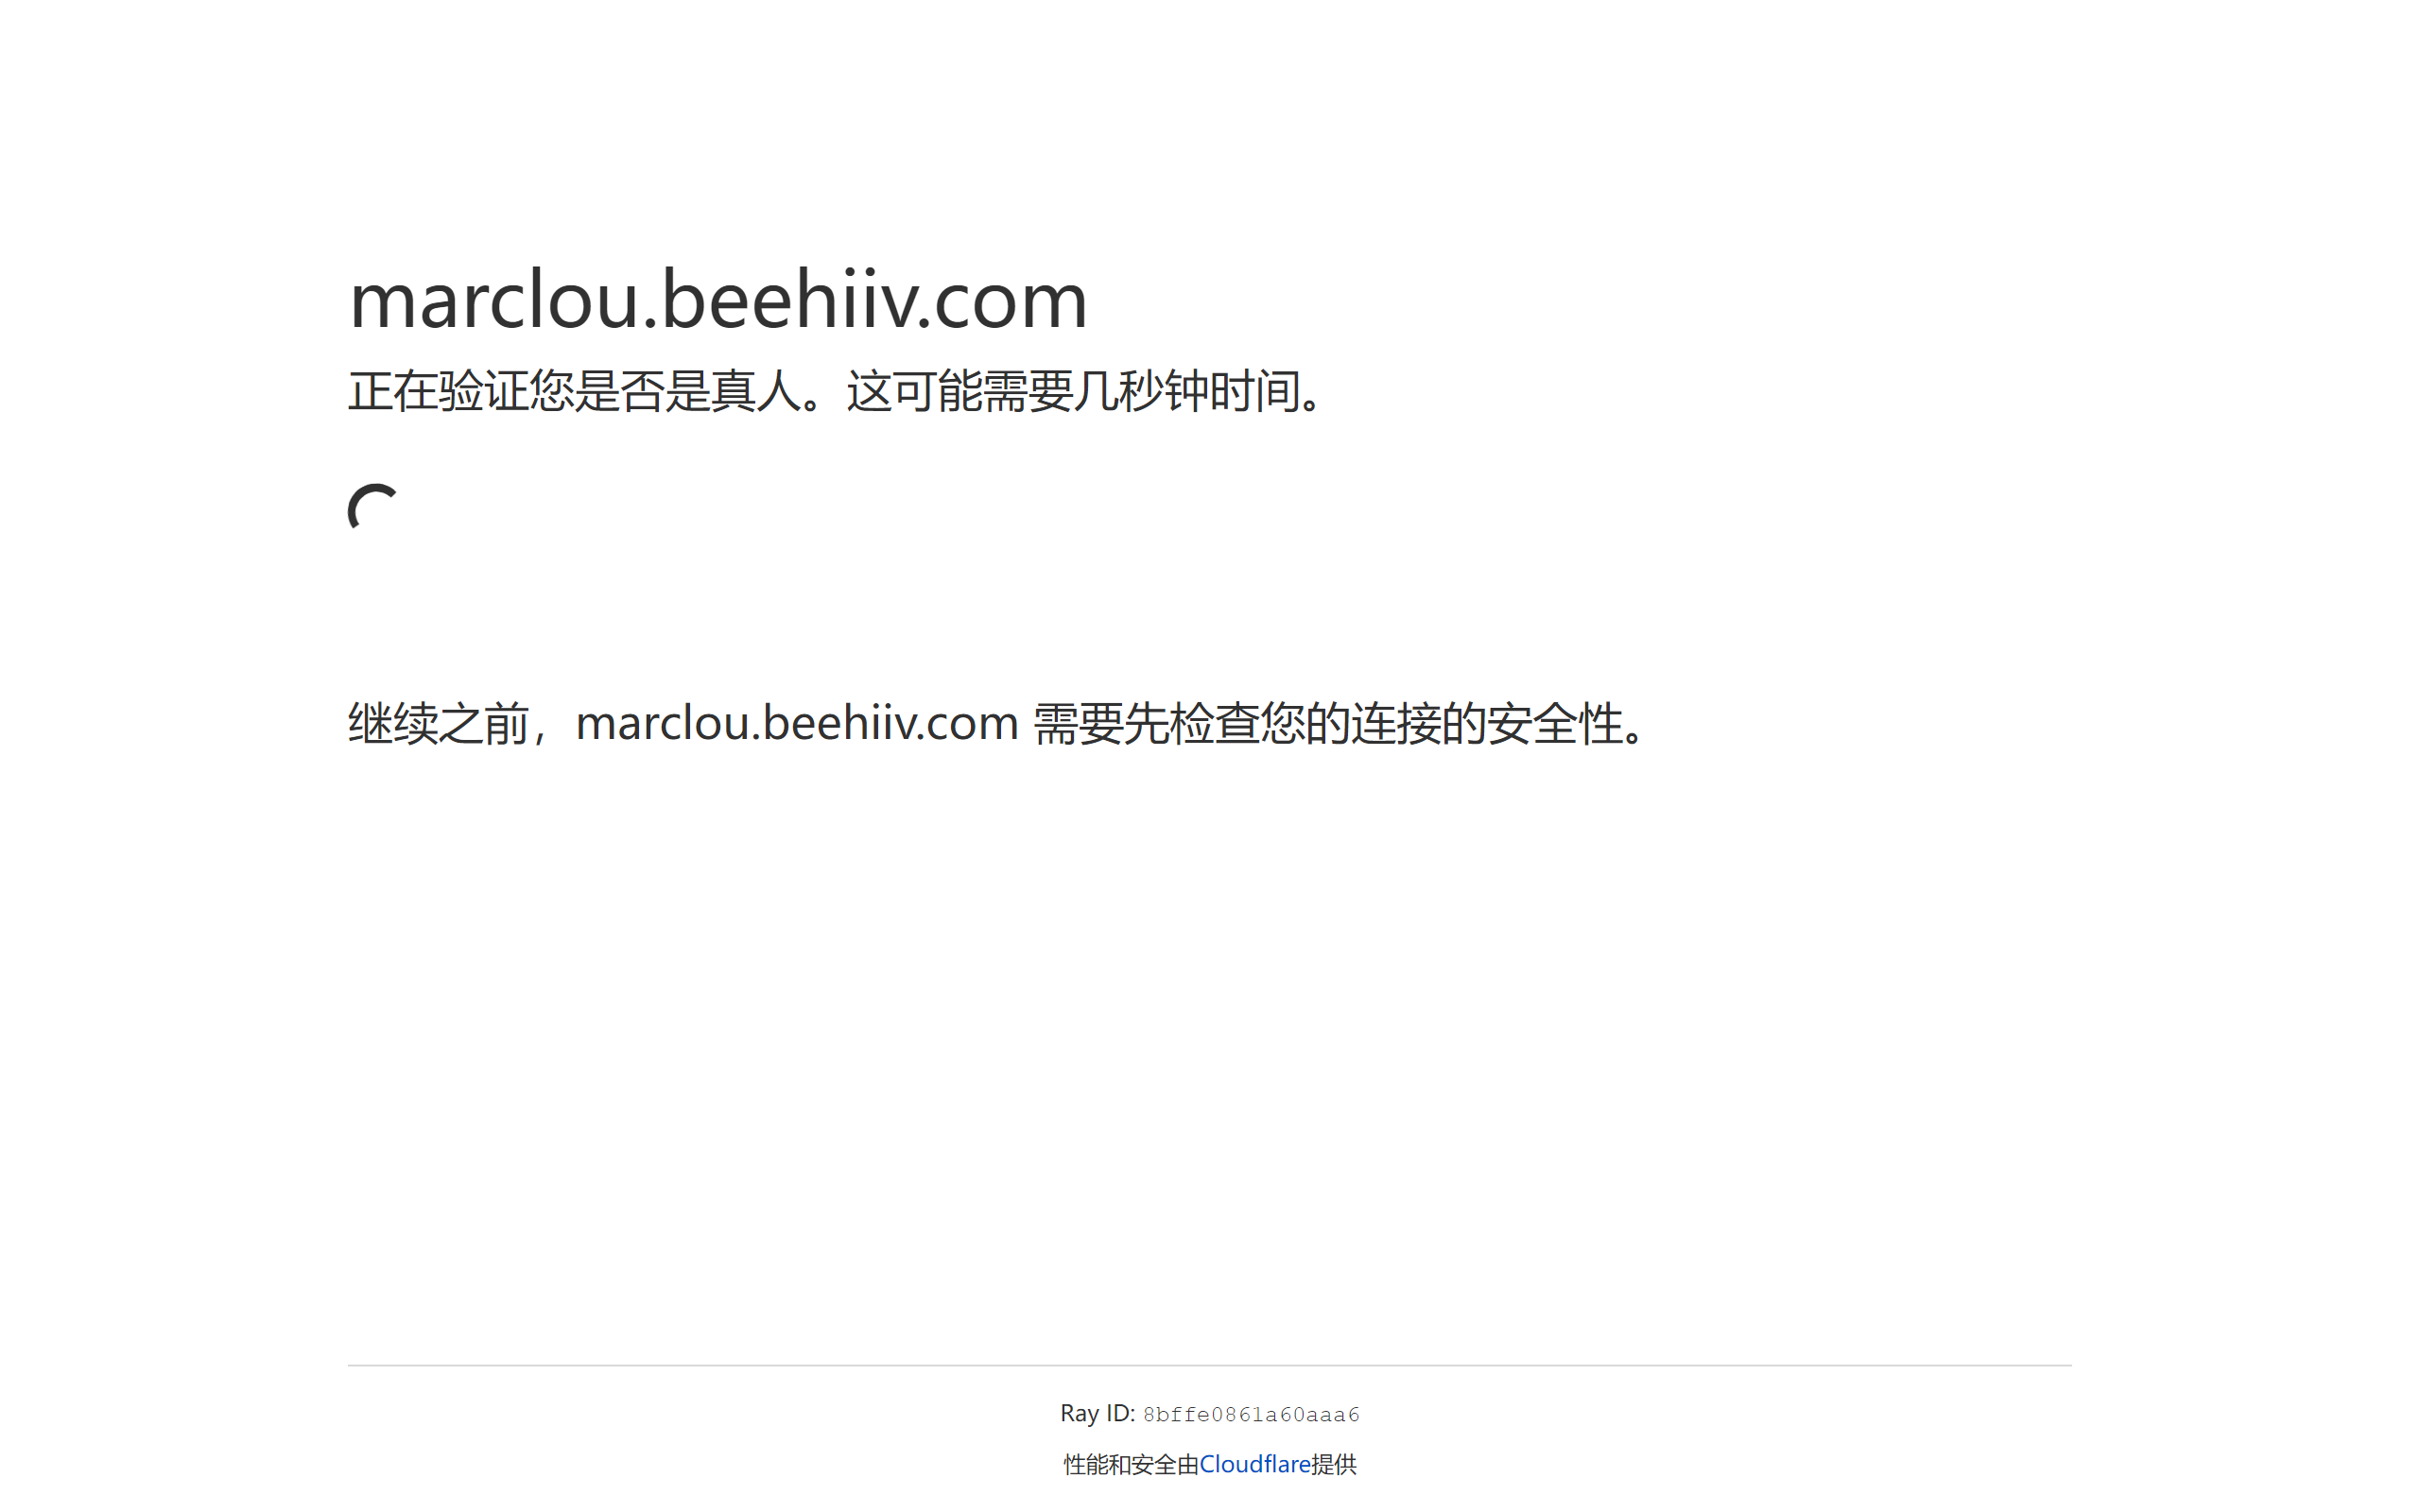 marclou.beehiiv.com
正在验证您是否是真人。这可能需要几秒钟时间。
继续之前，marclou.beehiiv.com 需要先检查您的连接的安全性。
Ray ID: 8bffe0861a60aaa6
性能和安全由Cloudflare提供